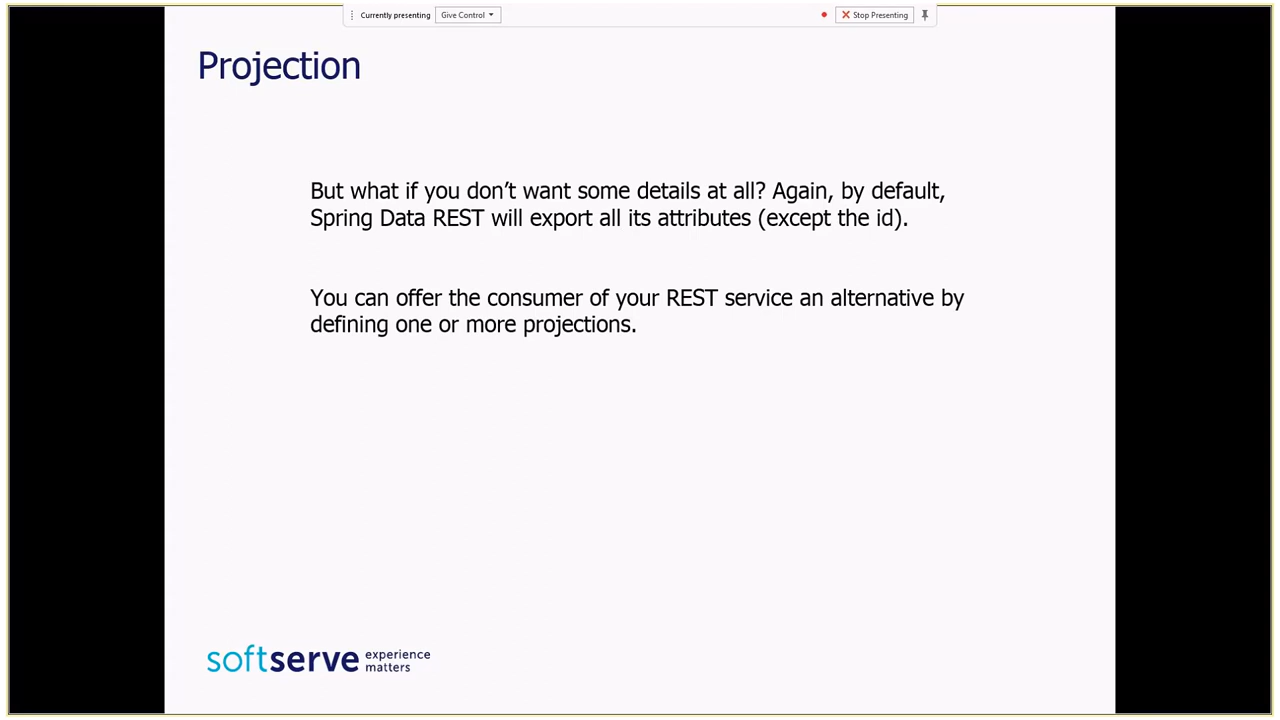 Currently presenting
Give Control
Stop Presenting
Projection
But what if you don’t want some details at all? Again, by default,
Spring Data REST will export all its attributes (except the id).
You can offer the consumer of your REST service an alternative by
defining one or more projections.
softserve experience
matters